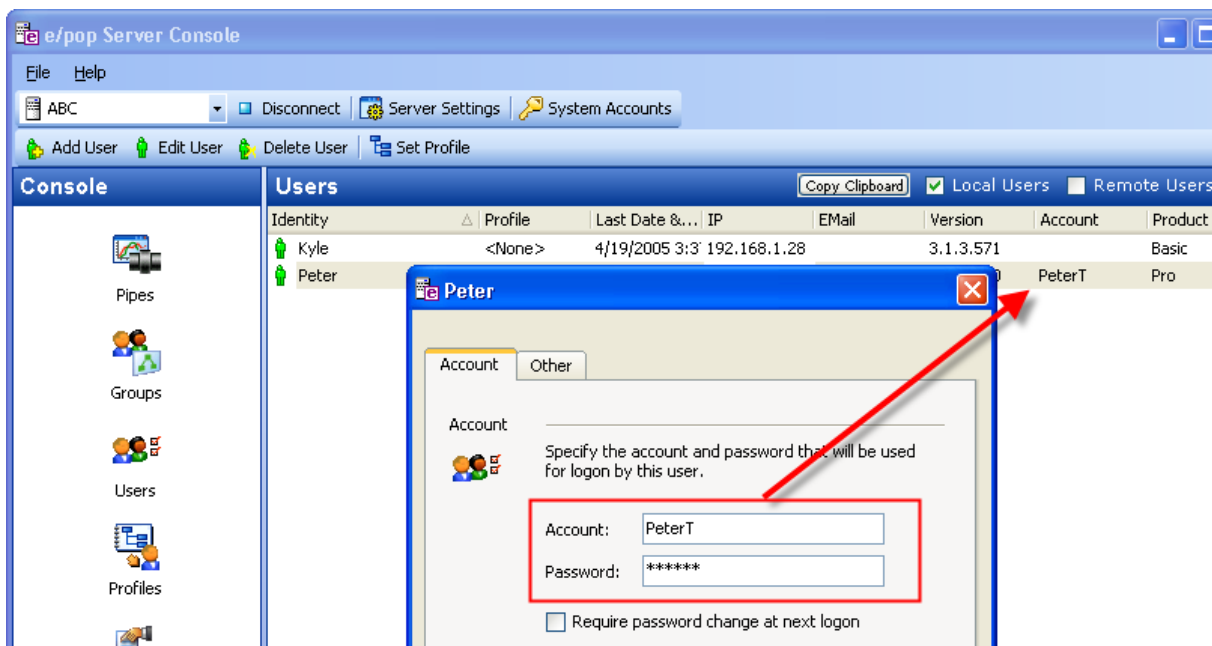 e/pop Server Console
File Help
ABC Disconnect Server Settings System Accounts
Add User Edit User Delete User Set Profile
Console Users Copy Clipboard Local Users Remote Users
Identity Profile Last Date &... IP EMail Version Account Product
Kyle <None> 4/19/2005 3:3 192.168.1.28 3.1.3.571 Basic
Peter PeterT Pro
Pipes
Groups
Users
Profiles
Peter
Account Other
Account
Specify the account and password that will be used
for logon by this user.
Account: PeterT
Password: ******
Require password change at next logon